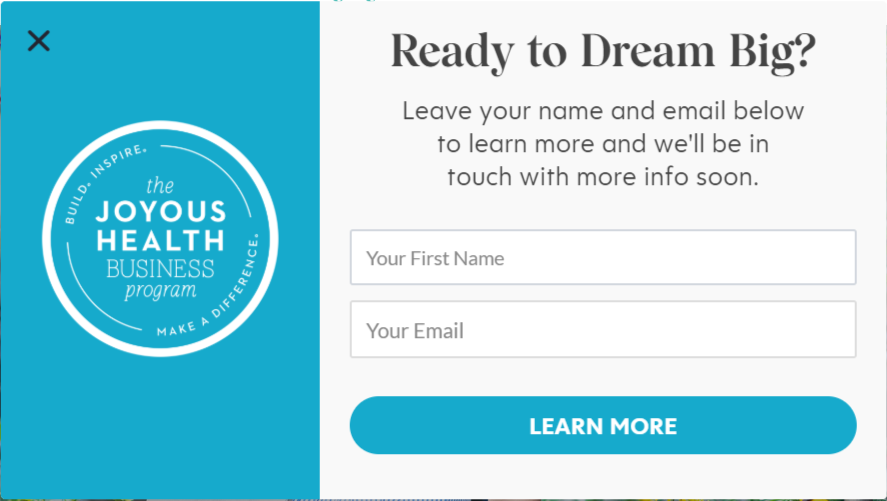 BUILD. INSPIRE.
the
JOYOUS
HEALTH
BUSINESS
program
MAKE A DIFFERENCE.
Ready to Dream Big?
Leave your name and email below
to learn more and we'll be in
touch with more info soon.
Your First Name
Your Email
LEARN MORE